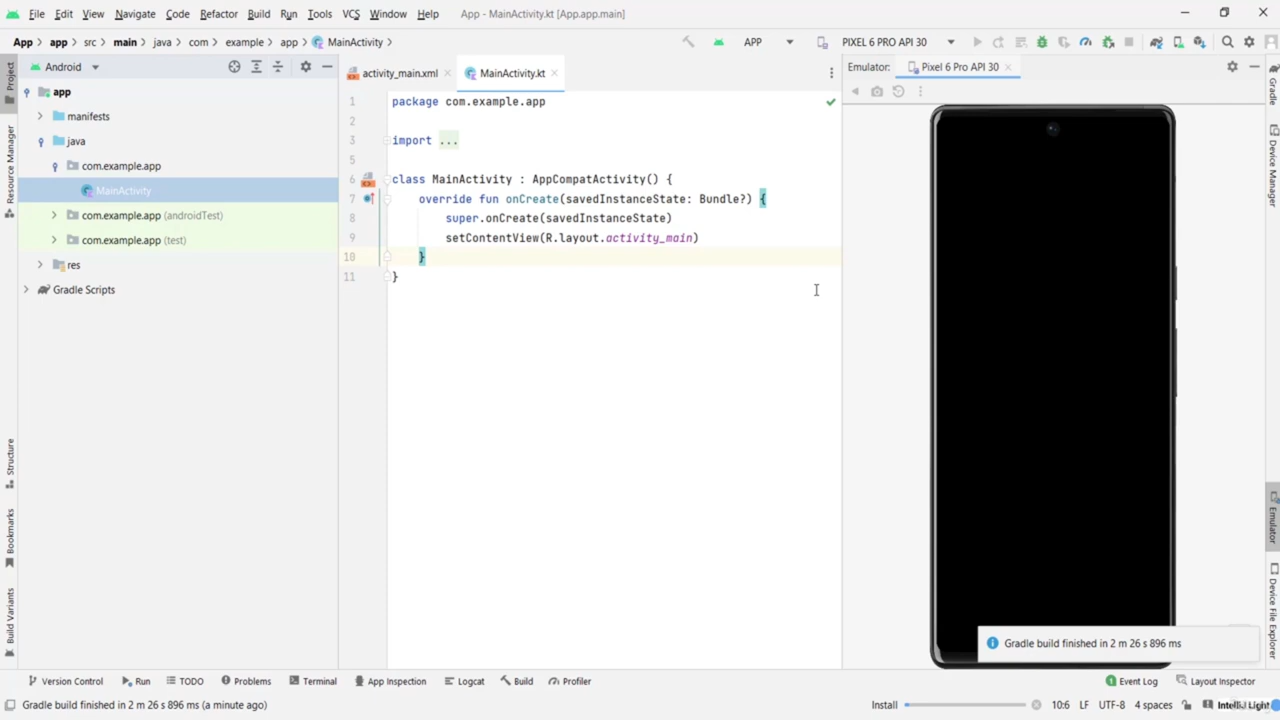 File Edit View Navigate Code Refactor Build Run Tools VCS Window Help App - MainActivity.kt [App.app.main]
App app src main java com example app MainActivity APP PIXEL 6 PRO API 30
Project
Resource Manager
Structure
Bookmarks
Build Variants
Android
app
manifests
java
com.example.app
MainActivity
com.example.app (androidTest)
com.example.app (test)
res
Gradle Scripts
activity_main.xml MainActivity.kt
1 package com.example.app
2
3 import ...
5
6 class MainActivity : AppCompatActivity() {
7 override fun onCreate(savedInstanceState: Bundle?) {
8 super.onCreate(savedInstanceState)
9 setContentView(R.layout.activity_main)
10 }
11 }
Emulator: Pixel 6 Pro API 30
Gradle build finished in 2 m 26 s 896 ms
Gradle
Device Manager
Emulator
Device File Explorer
Version Control Run TODO Problems Terminal App Inspection Logcat Build Profiler 1 Event Log Layout Inspector
Gradle build finished in 2 m 26 s 896 ms (a minute ago) Install 10:6 LF UTF-8 4 spaces IntelliJ Light